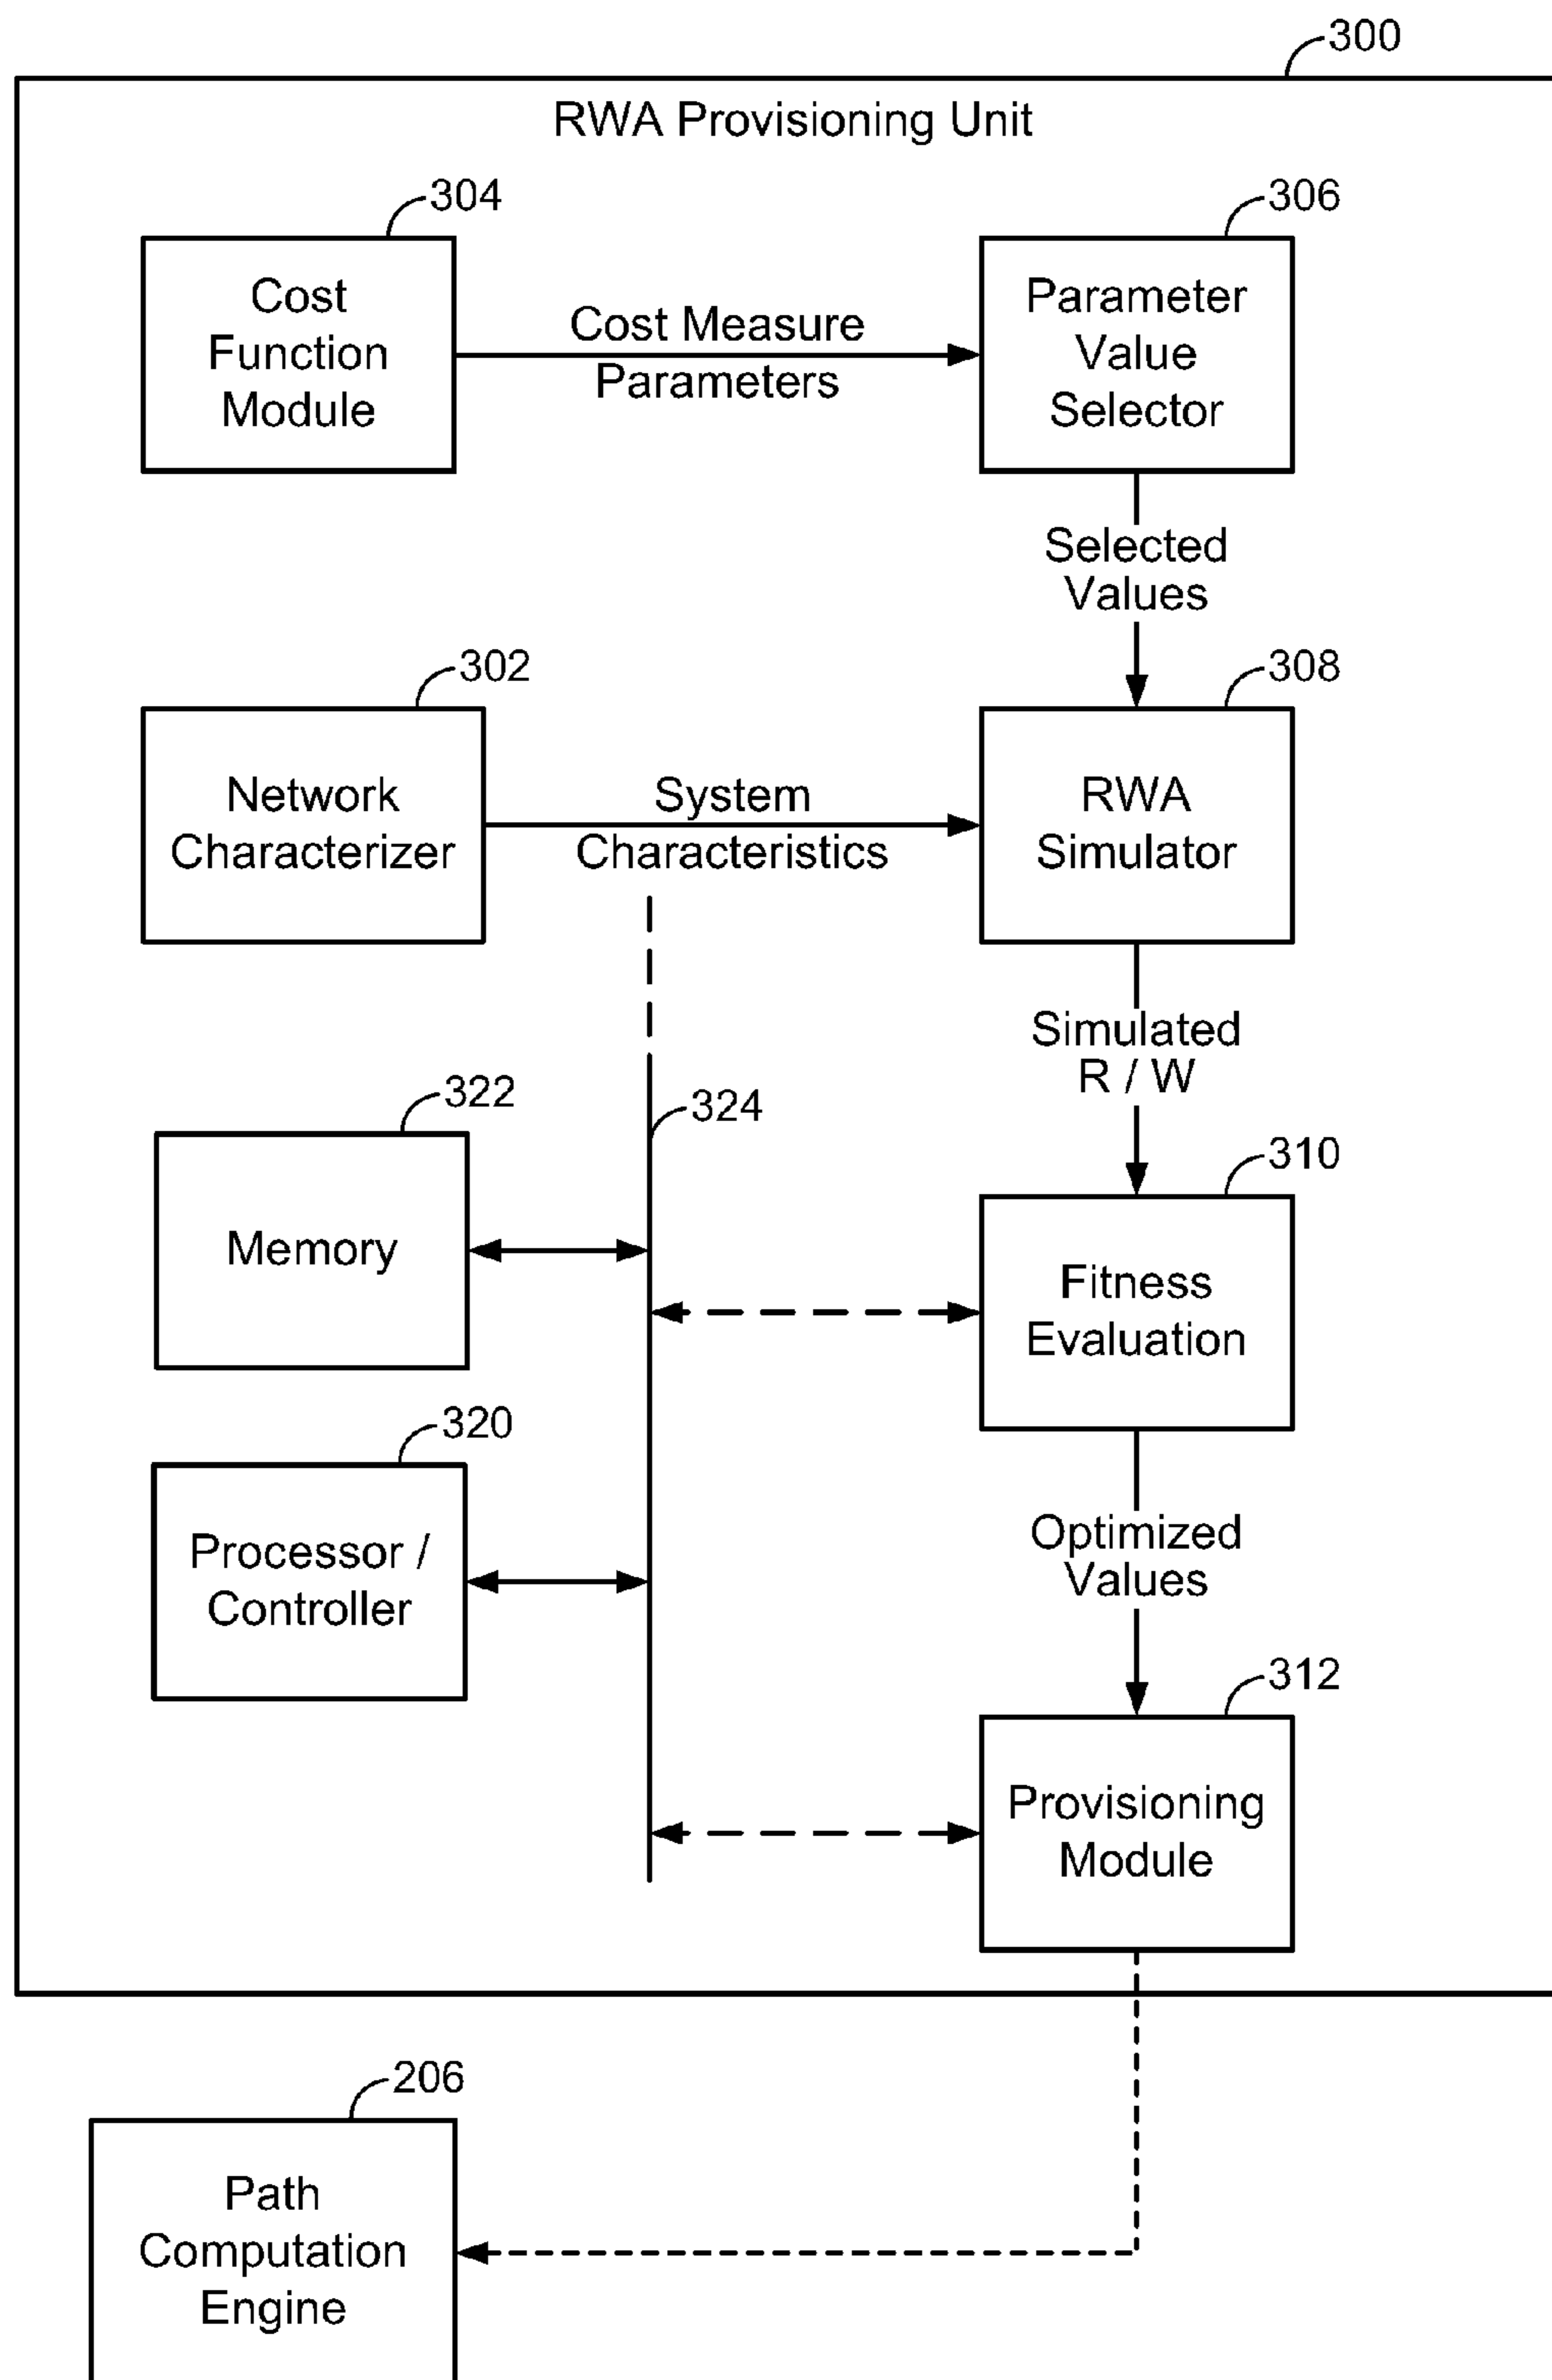 300
RWA Provisioning Unit
304
306
Cost
Function
Module
Cost Measure
Parameters
Parameter
Value
Selector
Selected
Values
302
308
Network
Characterizer
System
Characteristics
RWA
Simulator
Simulated
R / W
322
324
310
Memory
Fitness
Evaluation
320
Processor /
Controller
Optimized
Values
312
Provisioning
Module
206
Path
Computation
Engine